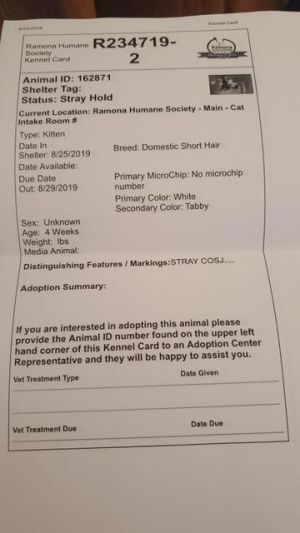 8/25/2019 Kennel Card
Ramona Humane R234719-
Society 2
Kennel Card
Ramona
Animal ID: 162871
Shelter Tag:
Status: Stray Hold
Current Location: Ramona Humane Society - Main - Cat
Intake Room #
Type: Kitten
Date In Breed: Domestic Short Hair
Shelter: 8/25/2019
Date Available:
Due Date Primary MicroChip: No microchip
Out: 8/29/2019 number
Primary Color: White
Secondary Color: Tabby
Sex: Unknown
Age: 4 Weeks
Weight: lbs
Media Animal:
Distinguishing Features / Markings:STRAY COSJ....
Adoption Summary:
If you are interested in adopting this animal please
provide the Animal ID number found on the upper left
hand corner of this Kennel Card to an Adoption Center
Representative and they will be happy to assist you.
Vet Treatment Type Date Given
Vet Treatment Due Date Due